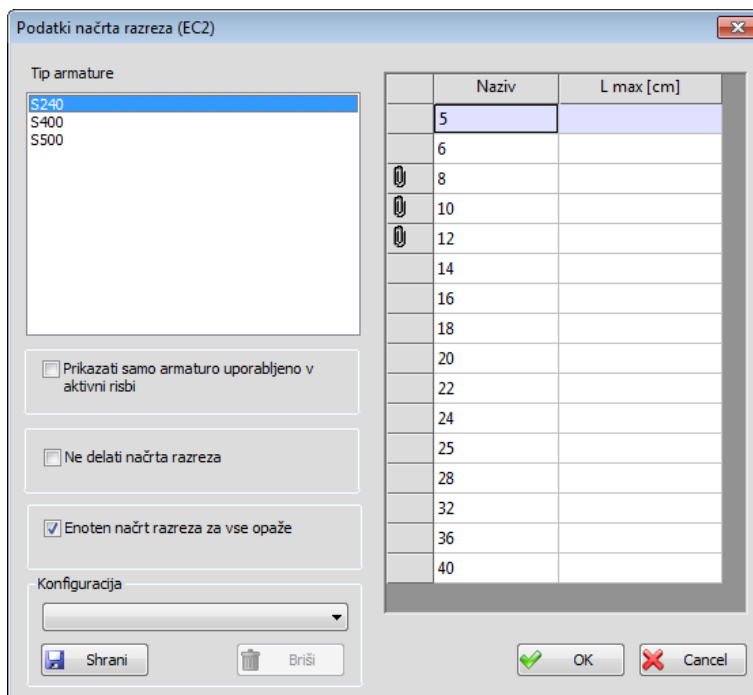 Podatki načrta razreza (EC2)
Tip armature
S240
S400
S500
Prikazati samo armaturo uporabljeno v
aktivni risbi
Ne delati načrta razreza
Enoten načrt razreza za vse opaže
Konfiguracija
Shrani
Briši
Naziv L max [cm]
5
6
8
10
12
14
16
18
20
22
24
25
28
32
36
40
OK
Cancel